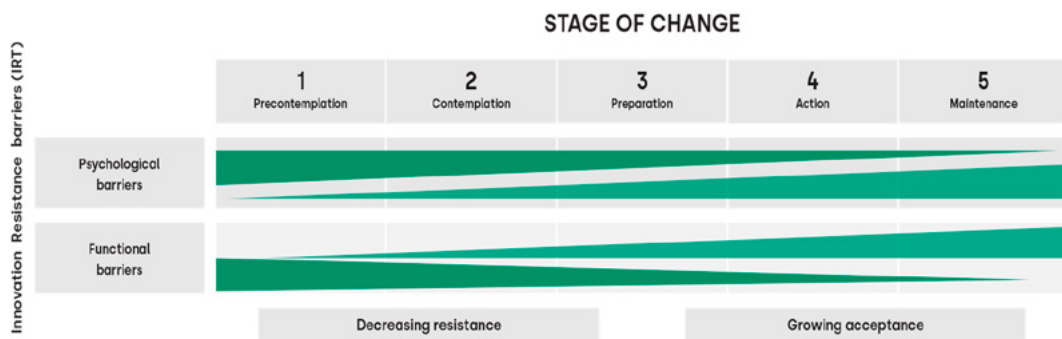 STAGE OF CHANGE
Innovation Resistance barriers (IRT)
1
Precontemplation
2
Contemplation
3
Preparation
4
Action
5
Maintenance
Psychological
barriers
Functional
barriers
Decreasing resistance
Growing acceptance